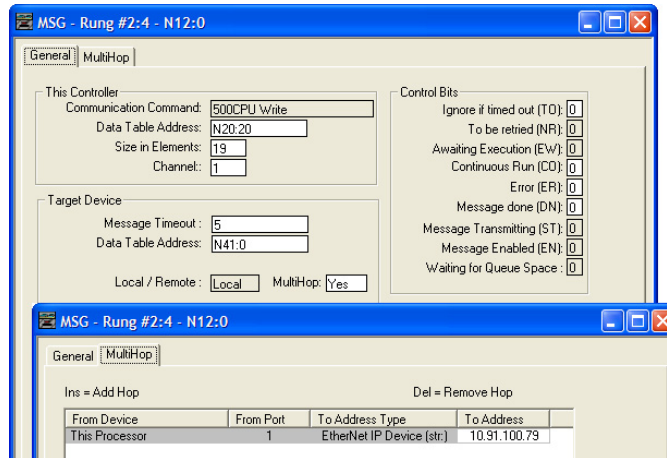 MSG - Rung #2:4 - N12:0
General MultiHop
This Controller
Communication Command: 500CPU Write
Data Table Address: N20:20
Size in Elements: 19
Channel: 1
Target Device
Message Timeout : 5
Data Table Address: N41:0
Local / Remote : Local MultiHop: Yes
Control Bits
Ignore if timed out (TO): 0
To be retried (NR): 0
Awaiting Execution (EW): 0
Continuous Run (CO): 0
Error (ER): 0
Message done (DN): 0
Message Transmitting (ST): 0
Message Enabled (EN): 0
Waiting for Queue Space : 0
MSG - Rung #2:4 - N12:0
General MultiHop
Ins = Add Hop Del = Remove Hop
From Device From Port To Address Type To Address
This Processor 1 EtherNet IP Device (str.) 10.91.100.79